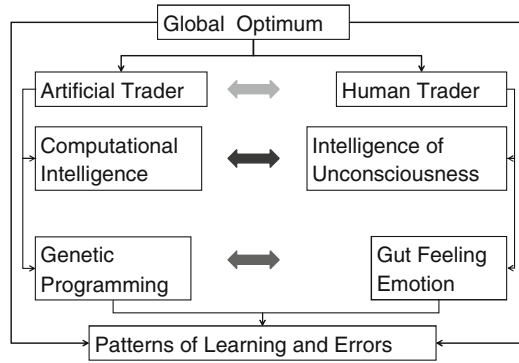 Global Optimum
Artificial Trader
Human Trader
Computational
Intelligence
Intelligence of
Unconsciousness
Genetic
Programming
Gut Feeling
Emotion
Patterns of Learning and Errors